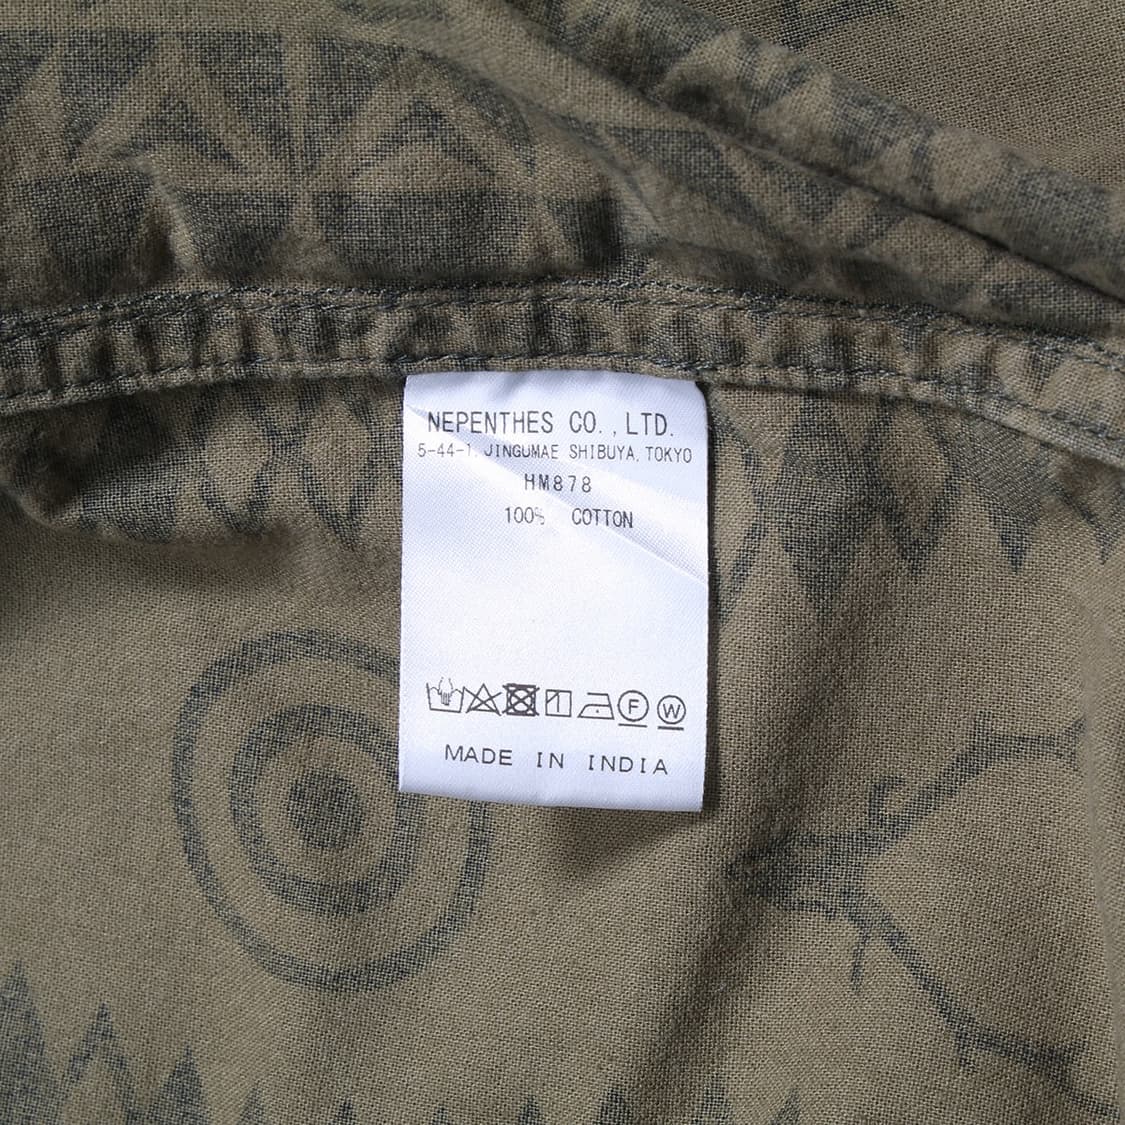 NEPENTHES CO.,LTD.
5-44-1,JINGUMAE SHIBUYA,TOKYO
HM878
100% COTTON
F W
MADE IN INDIA